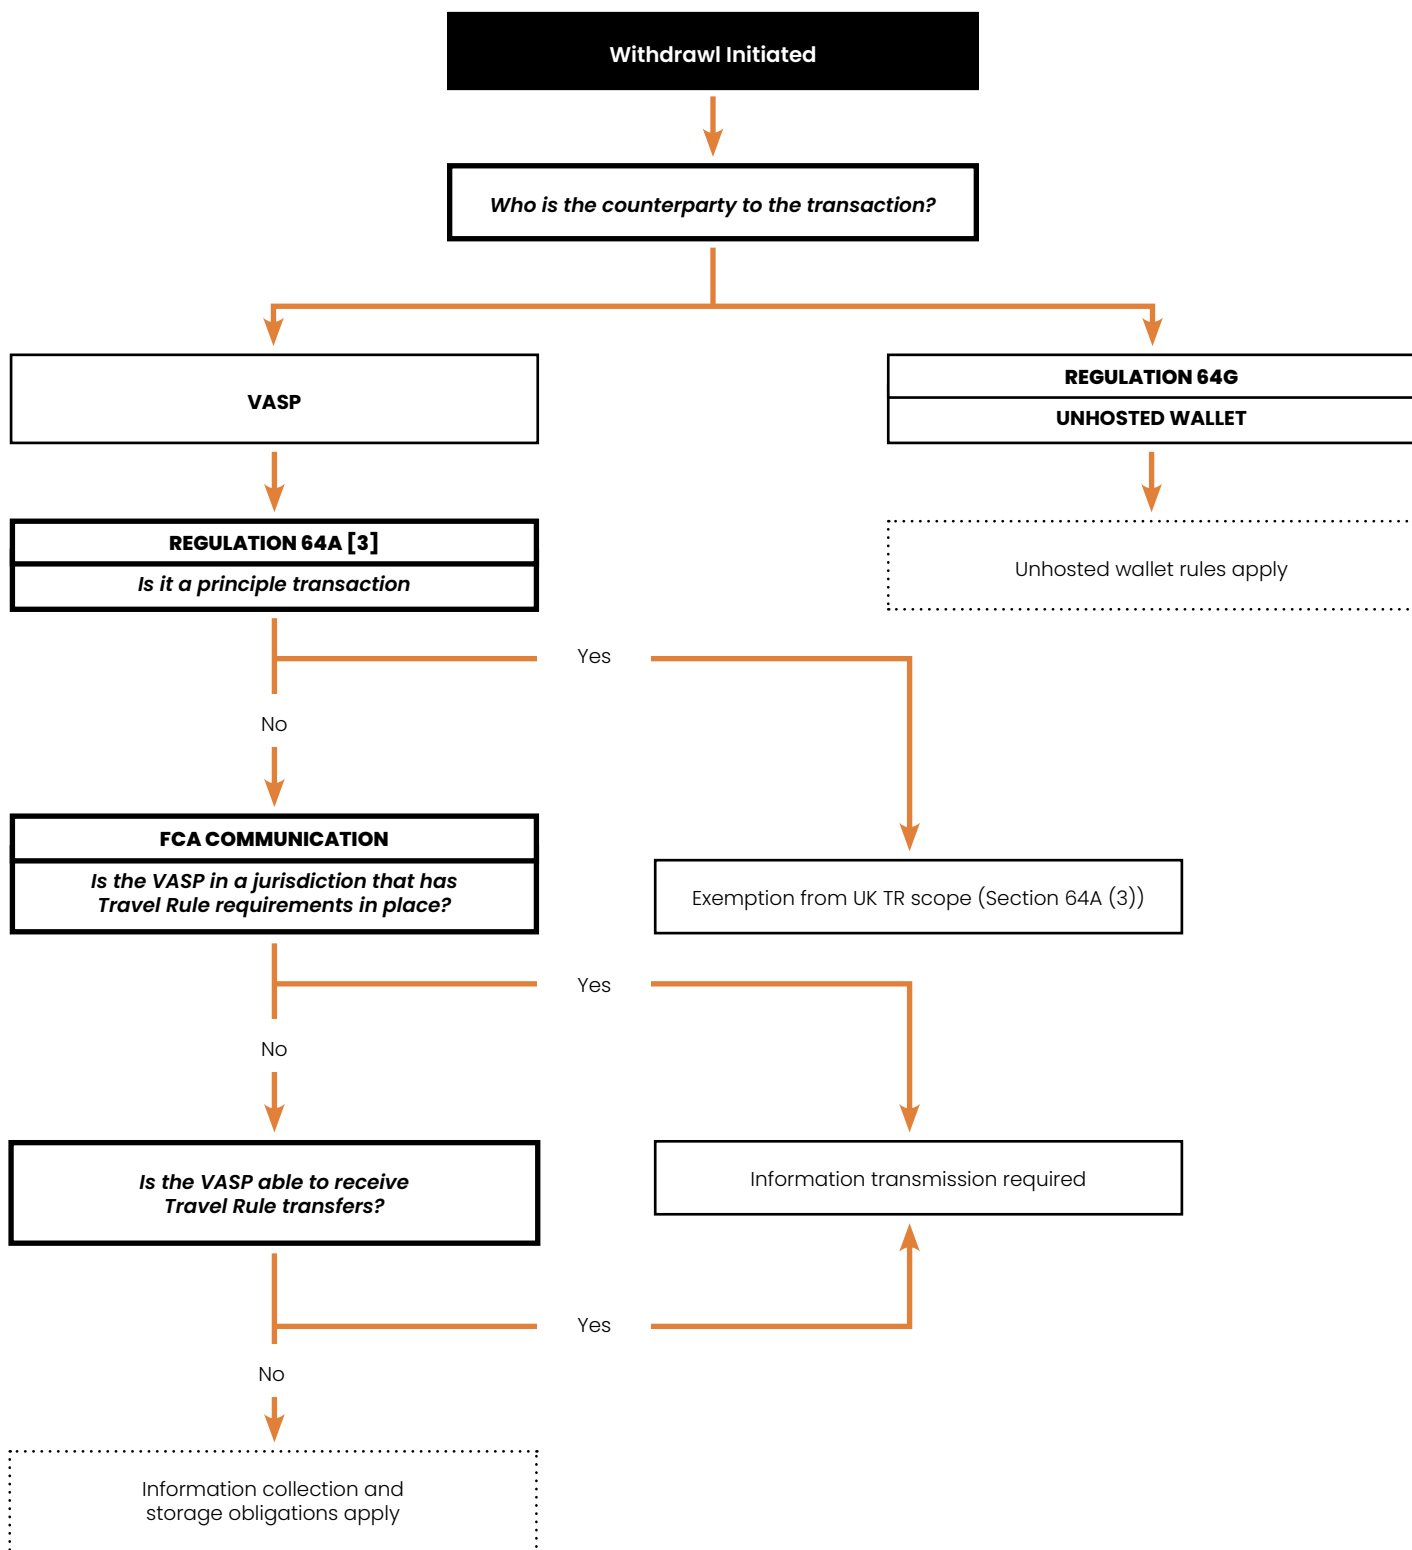 Withdrawl Initiated
Who is the counterparty to the transaction?
VASP
REGULATION 64G
UNHOSTED WALLET
REGULATION 64A [3]
Is it a principle transaction
Unhosted wallet rules apply
Yes
No
FCA COMMUNICATION
Is the VASP in a jurisdiction that has
Travel Rule requirements in place?
Exemption from UK TR scope (Section 64A (3))
Yes
No
Is the VASP able to receive
Travel Rule transfers?
Information transmission required
Yes
No
Information collection and
storage obligations apply